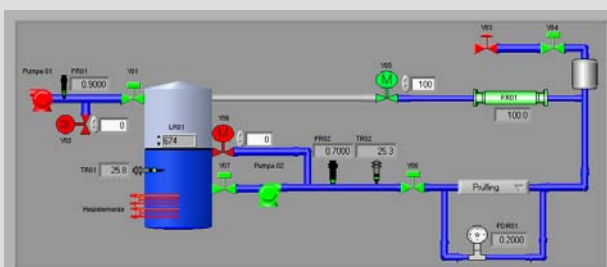 V03 V04
Pumpe 01 PR01 V01
0.9000
V05
100
FR01
100.0
V02
0
LR01
674
V06
0
PR02 TR02
0.7000 25.3
TR01 25.8
V07
Pumpe 02
V08
Prüfling
Heizelemente
PDR01
0.2000